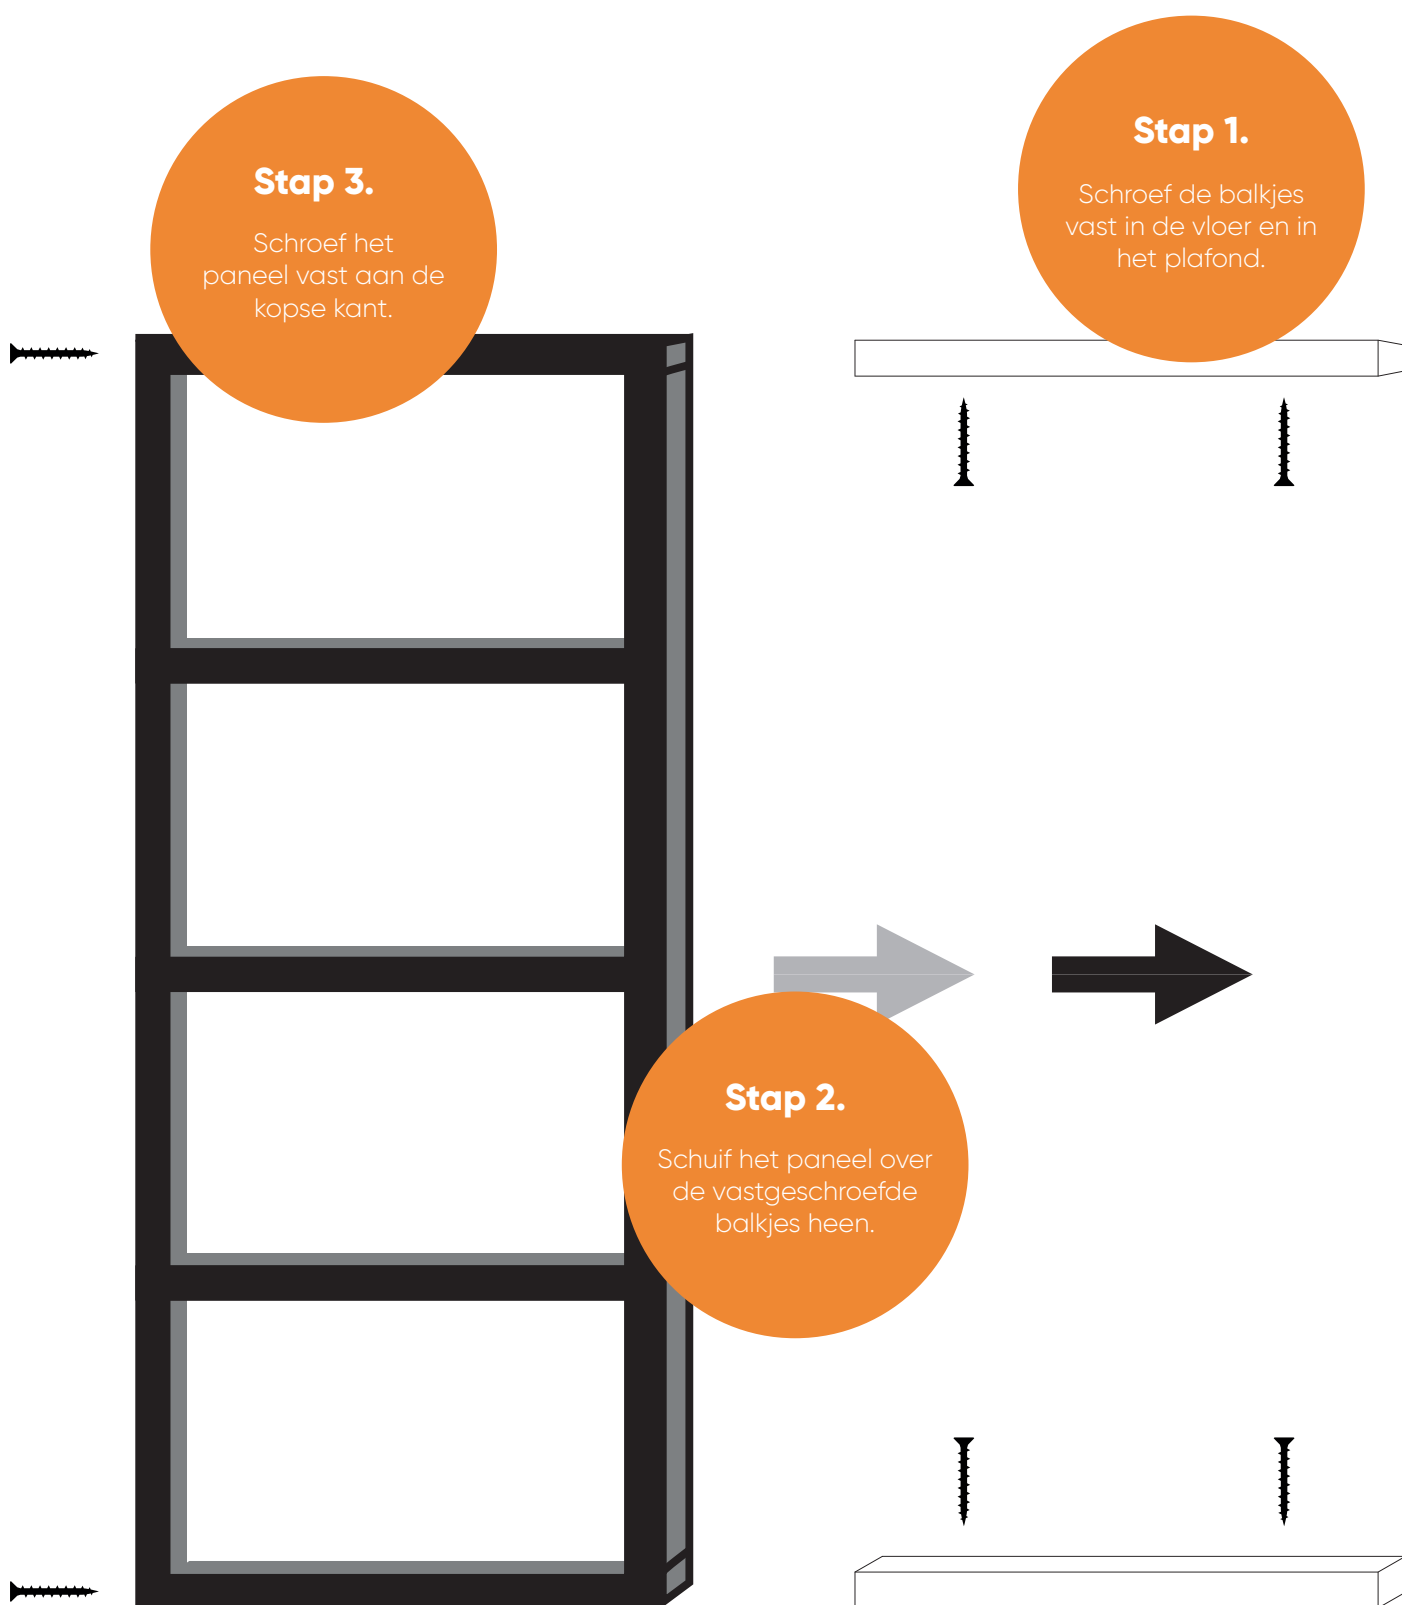 Stap 1.
Schroef de balkjes
vast in de vloer en in
het plafond.
Stap 2.
Schuif het paneel over
de vastgeschroefde
balkjes heen.
Stap 3.
Schroef het
paneel vast aan de
kopse kant.